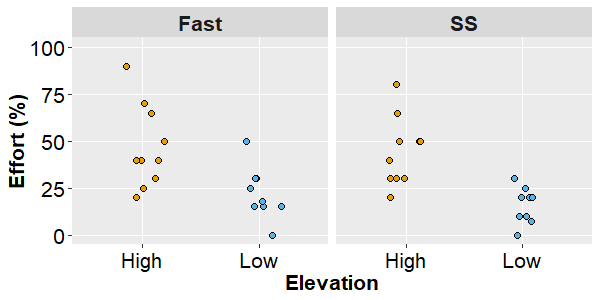 Fast SS
100
75
50
25
0
Effort (%)
High Low High Low
Elevation